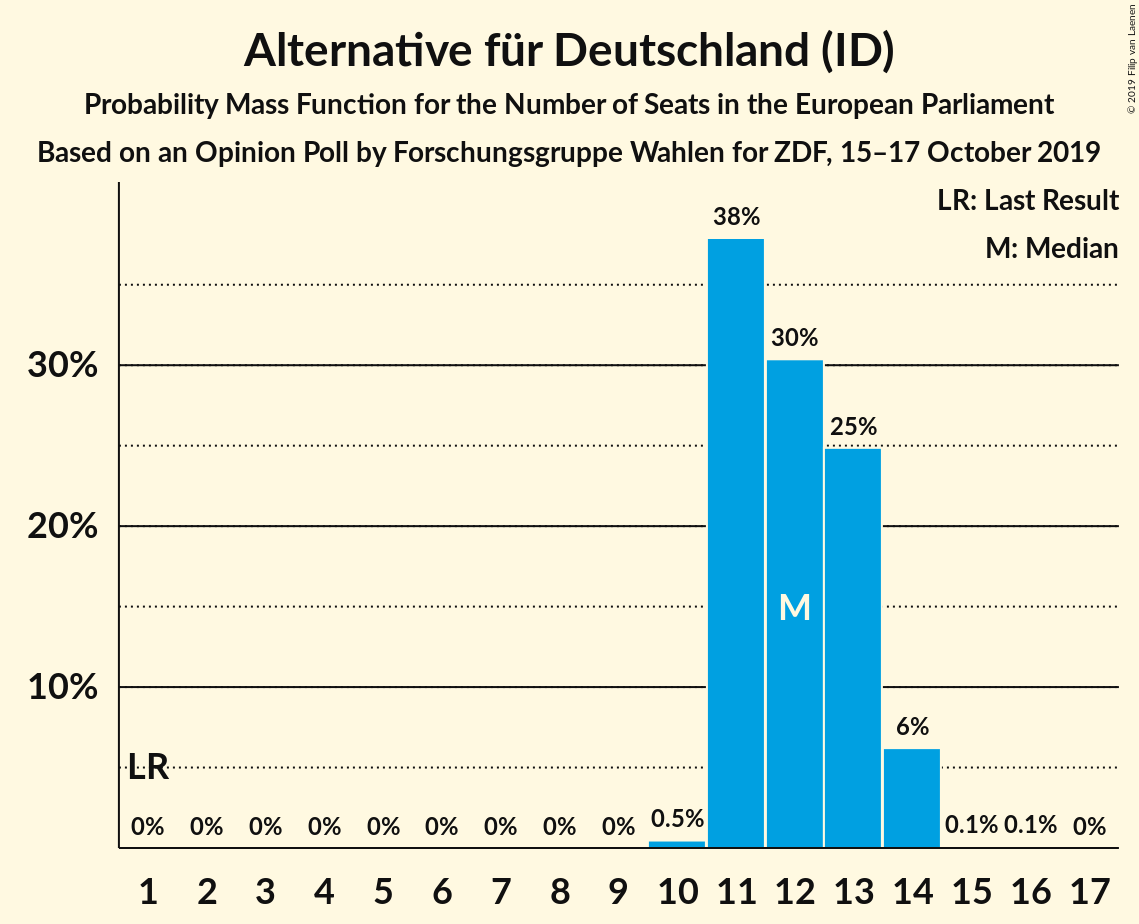 Alternative für Deutschland (ID)
Probability Mass Function for the Number of Seats in the European Parliament
Based on an Opinion Poll by Forschungsgruppe Wahlen for ZDF, 15–17 October 2019
© 2019 Filip van Laenen
LR: Last Result
M: Median
38%
30%
30%
25%
20%
M
10%
6%
LR
0% 0% 0% 0% 0% 0% 0% 0% 0% 0.5% 0.1% 0.1% 0%
1 2 3 4 5 6 7 8 9 10 11 12 13 14 15 16 17